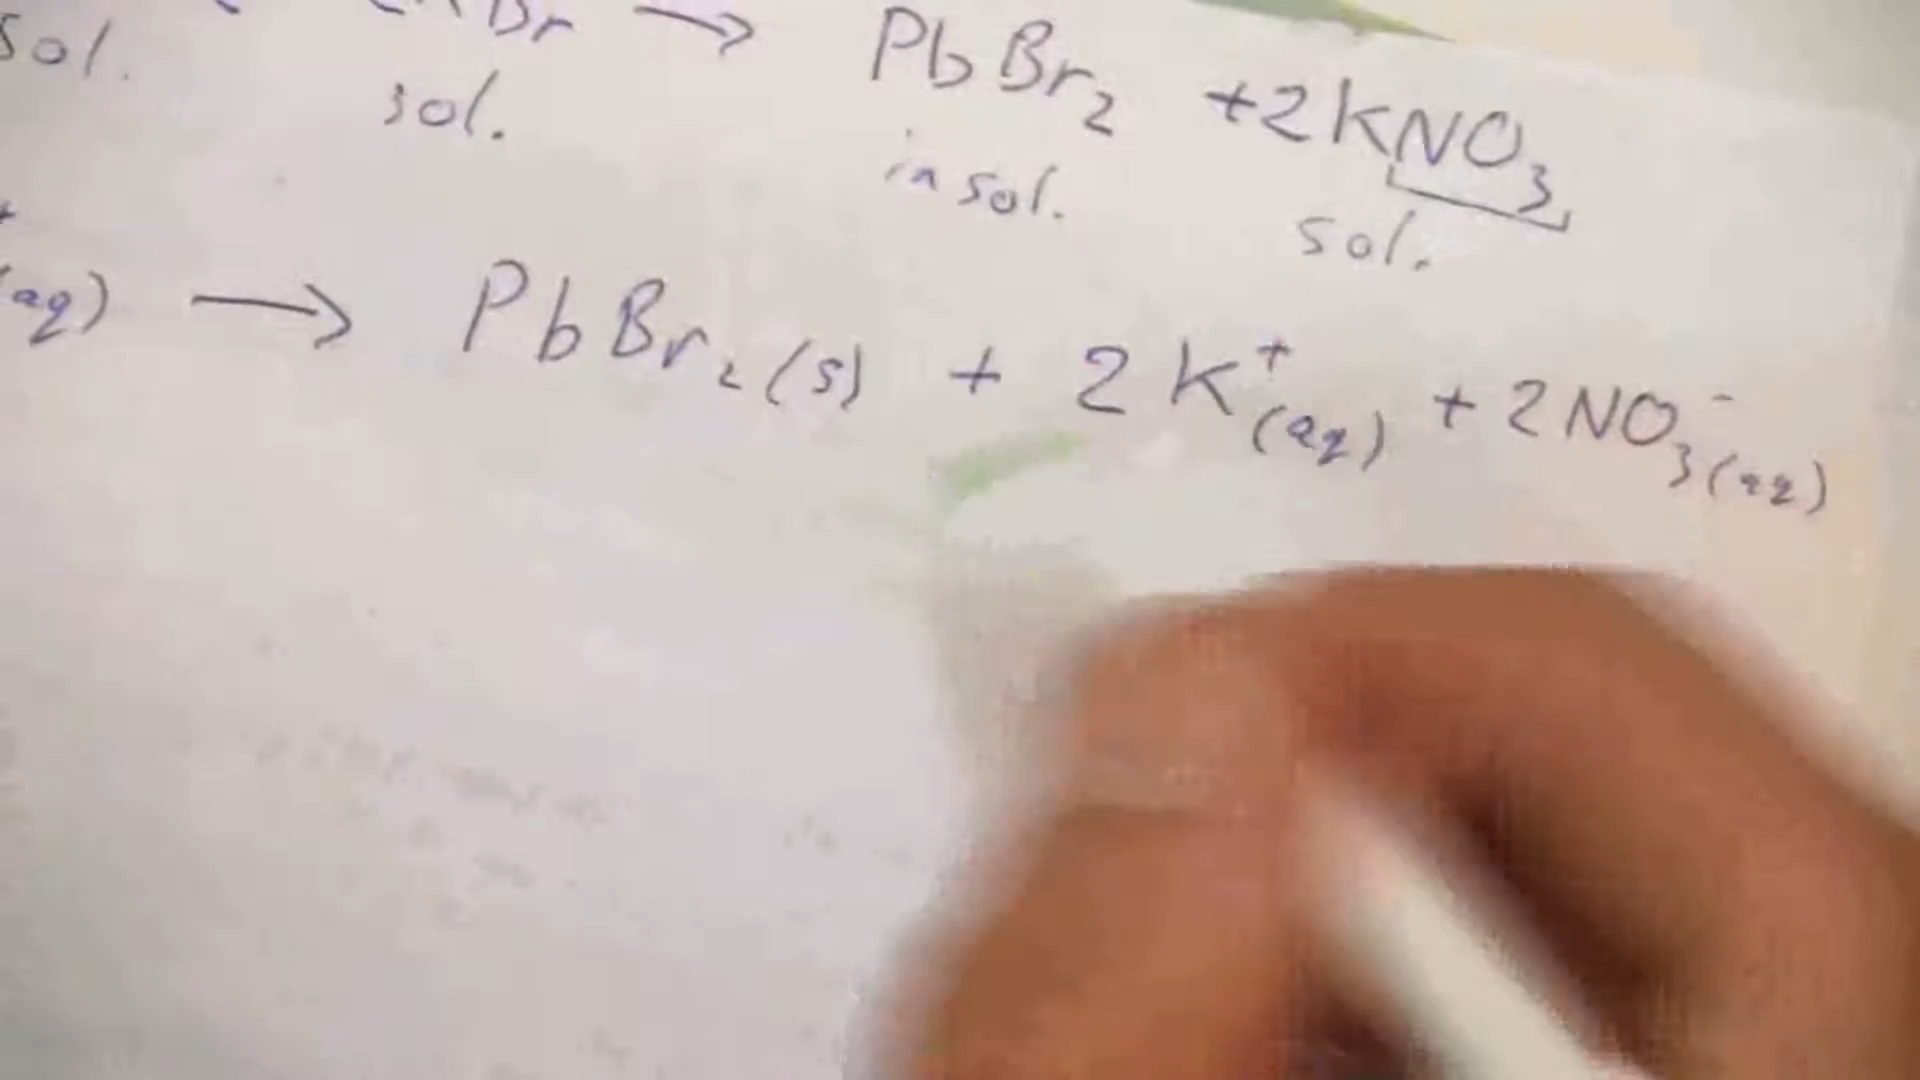 Br → PbBr₂ + 2KNO₃
sol. sol. insol. sol.
(aq) → PbBr₂(s) + 2K⁺(aq) + 2NO₃⁻(aq)